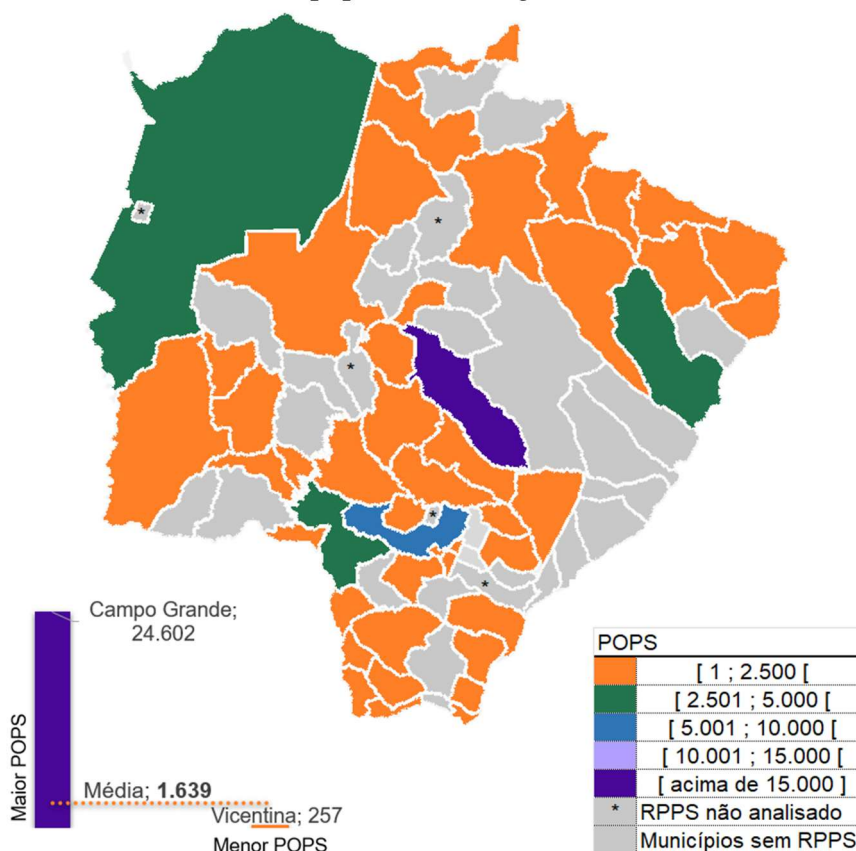 *
*
*
*
*
Campo Grande;
24.602
Maior POPS
Média; 1.639
Vicentina; 257
Menor POPS
POPS
[ 1 ; 2.500 [
[ 2.501 ; 5.000 [
[ 5.001 ; 10.000 [
[ 10.001 ; 15.000 [
[ acima de 15.000 ]
* RPPS não analisado
Municípios sem RPPS